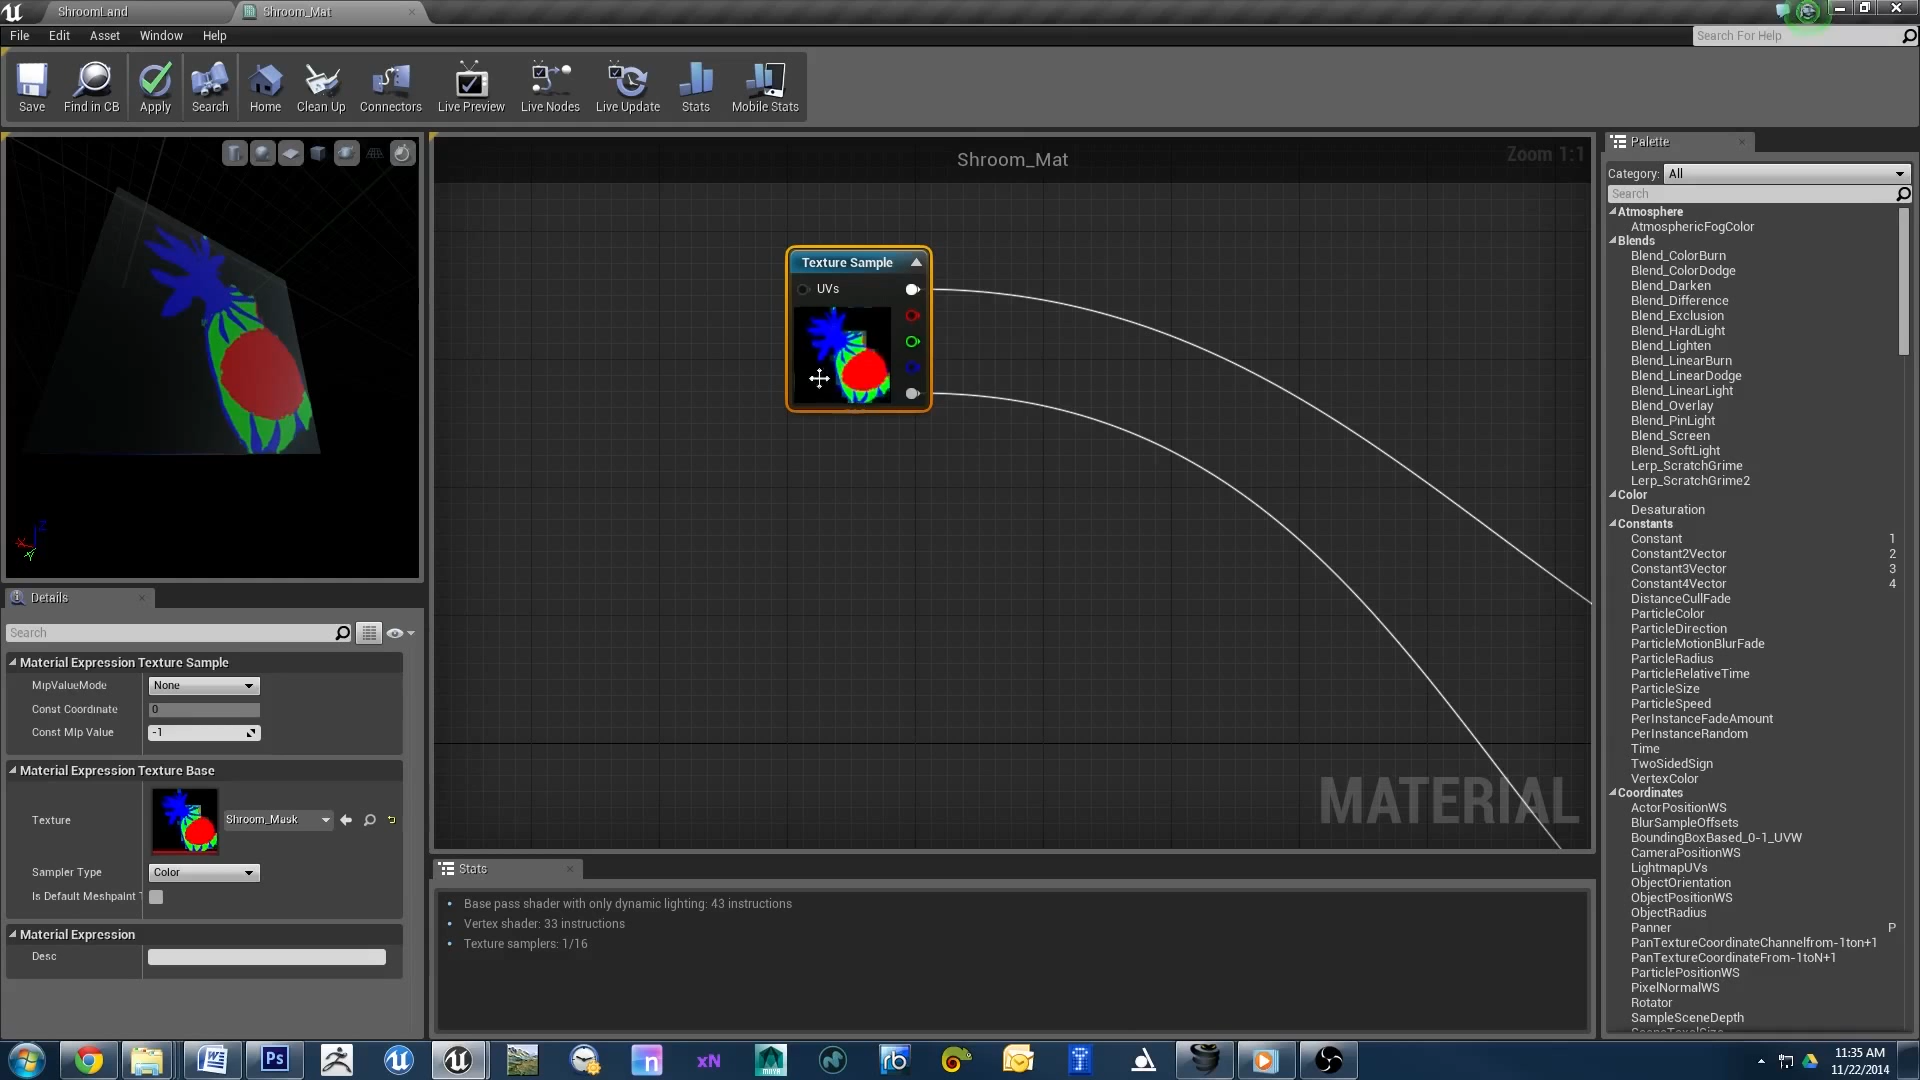 ShroomLand
Shroom_Mat
File Edit Asset Window Help
Search For Help
Save Find in CB Apply Search Home Clean Up Connectors Live Preview Live Nodes Live Update Stats Mobile Stats
Shroom_Mat
Zoom 1:1
Texture Sample
UVs
MATERIAL
Z
Details
Search
Material Expression Texture Sample
MipValueMode None
Const Coordinate 0
Const Mip Value -1
Material Expression Texture Base
Texture Shroom_Mask
Sampler Type Color
Is Default Meshpaint T
Material Expression
Desc
Stats
• Base pass shader with only dynamic lighting: 43 instructions
• Vertex shader: 33 instructions
• Texture samplers: 1/16
Palette
Category: All
Search
Atmosphere
AtmosphericFogColor
Blends
Blend_ColorBurn
Blend_ColorDodge
Blend_Darken
Blend_Difference
Blend_Exclusion
Blend_HardLight
Blend_Lighten
Blend_LinearBurn
Blend_LinearDodge
Blend_LinearLight
Blend_Overlay
Blend_PinLight
Blend_Screen
Blend_SoftLight
Lerp_ScratchGrime
Lerp_ScratchGrime2
Color
Desaturation
Constants
Constant 1
Constant2Vector 2
Constant3Vector 3
Constant4Vector 4
DistanceCullFade
ParticleColor
ParticleDirection
ParticleMotionBlurFade
ParticleRadius
ParticleRelativeTime
ParticleSize
ParticleSpeed
PerInstanceFadeAmount
PerInstanceRandom
Time
TwoSidedSign
VertexColor
Coordinates
ActorPositionWS
BlurSampleOffsets
BoundingBoxBased_0-1_UVW
CameraPositionWS
LightmapUVs
ObjectOrientation
ObjectPositionWS
ObjectRadius
Panner P
PanTextureCoordinateChannelfrom-1ton+1
PanTextureCoordinateFrom-1toN+1
ParticlePositionWS
PixelNormalWS
Rotator
SampleSceneDepth
SceneTexelSize
W Ps n xN rb
11:35 AM
11/22/2014